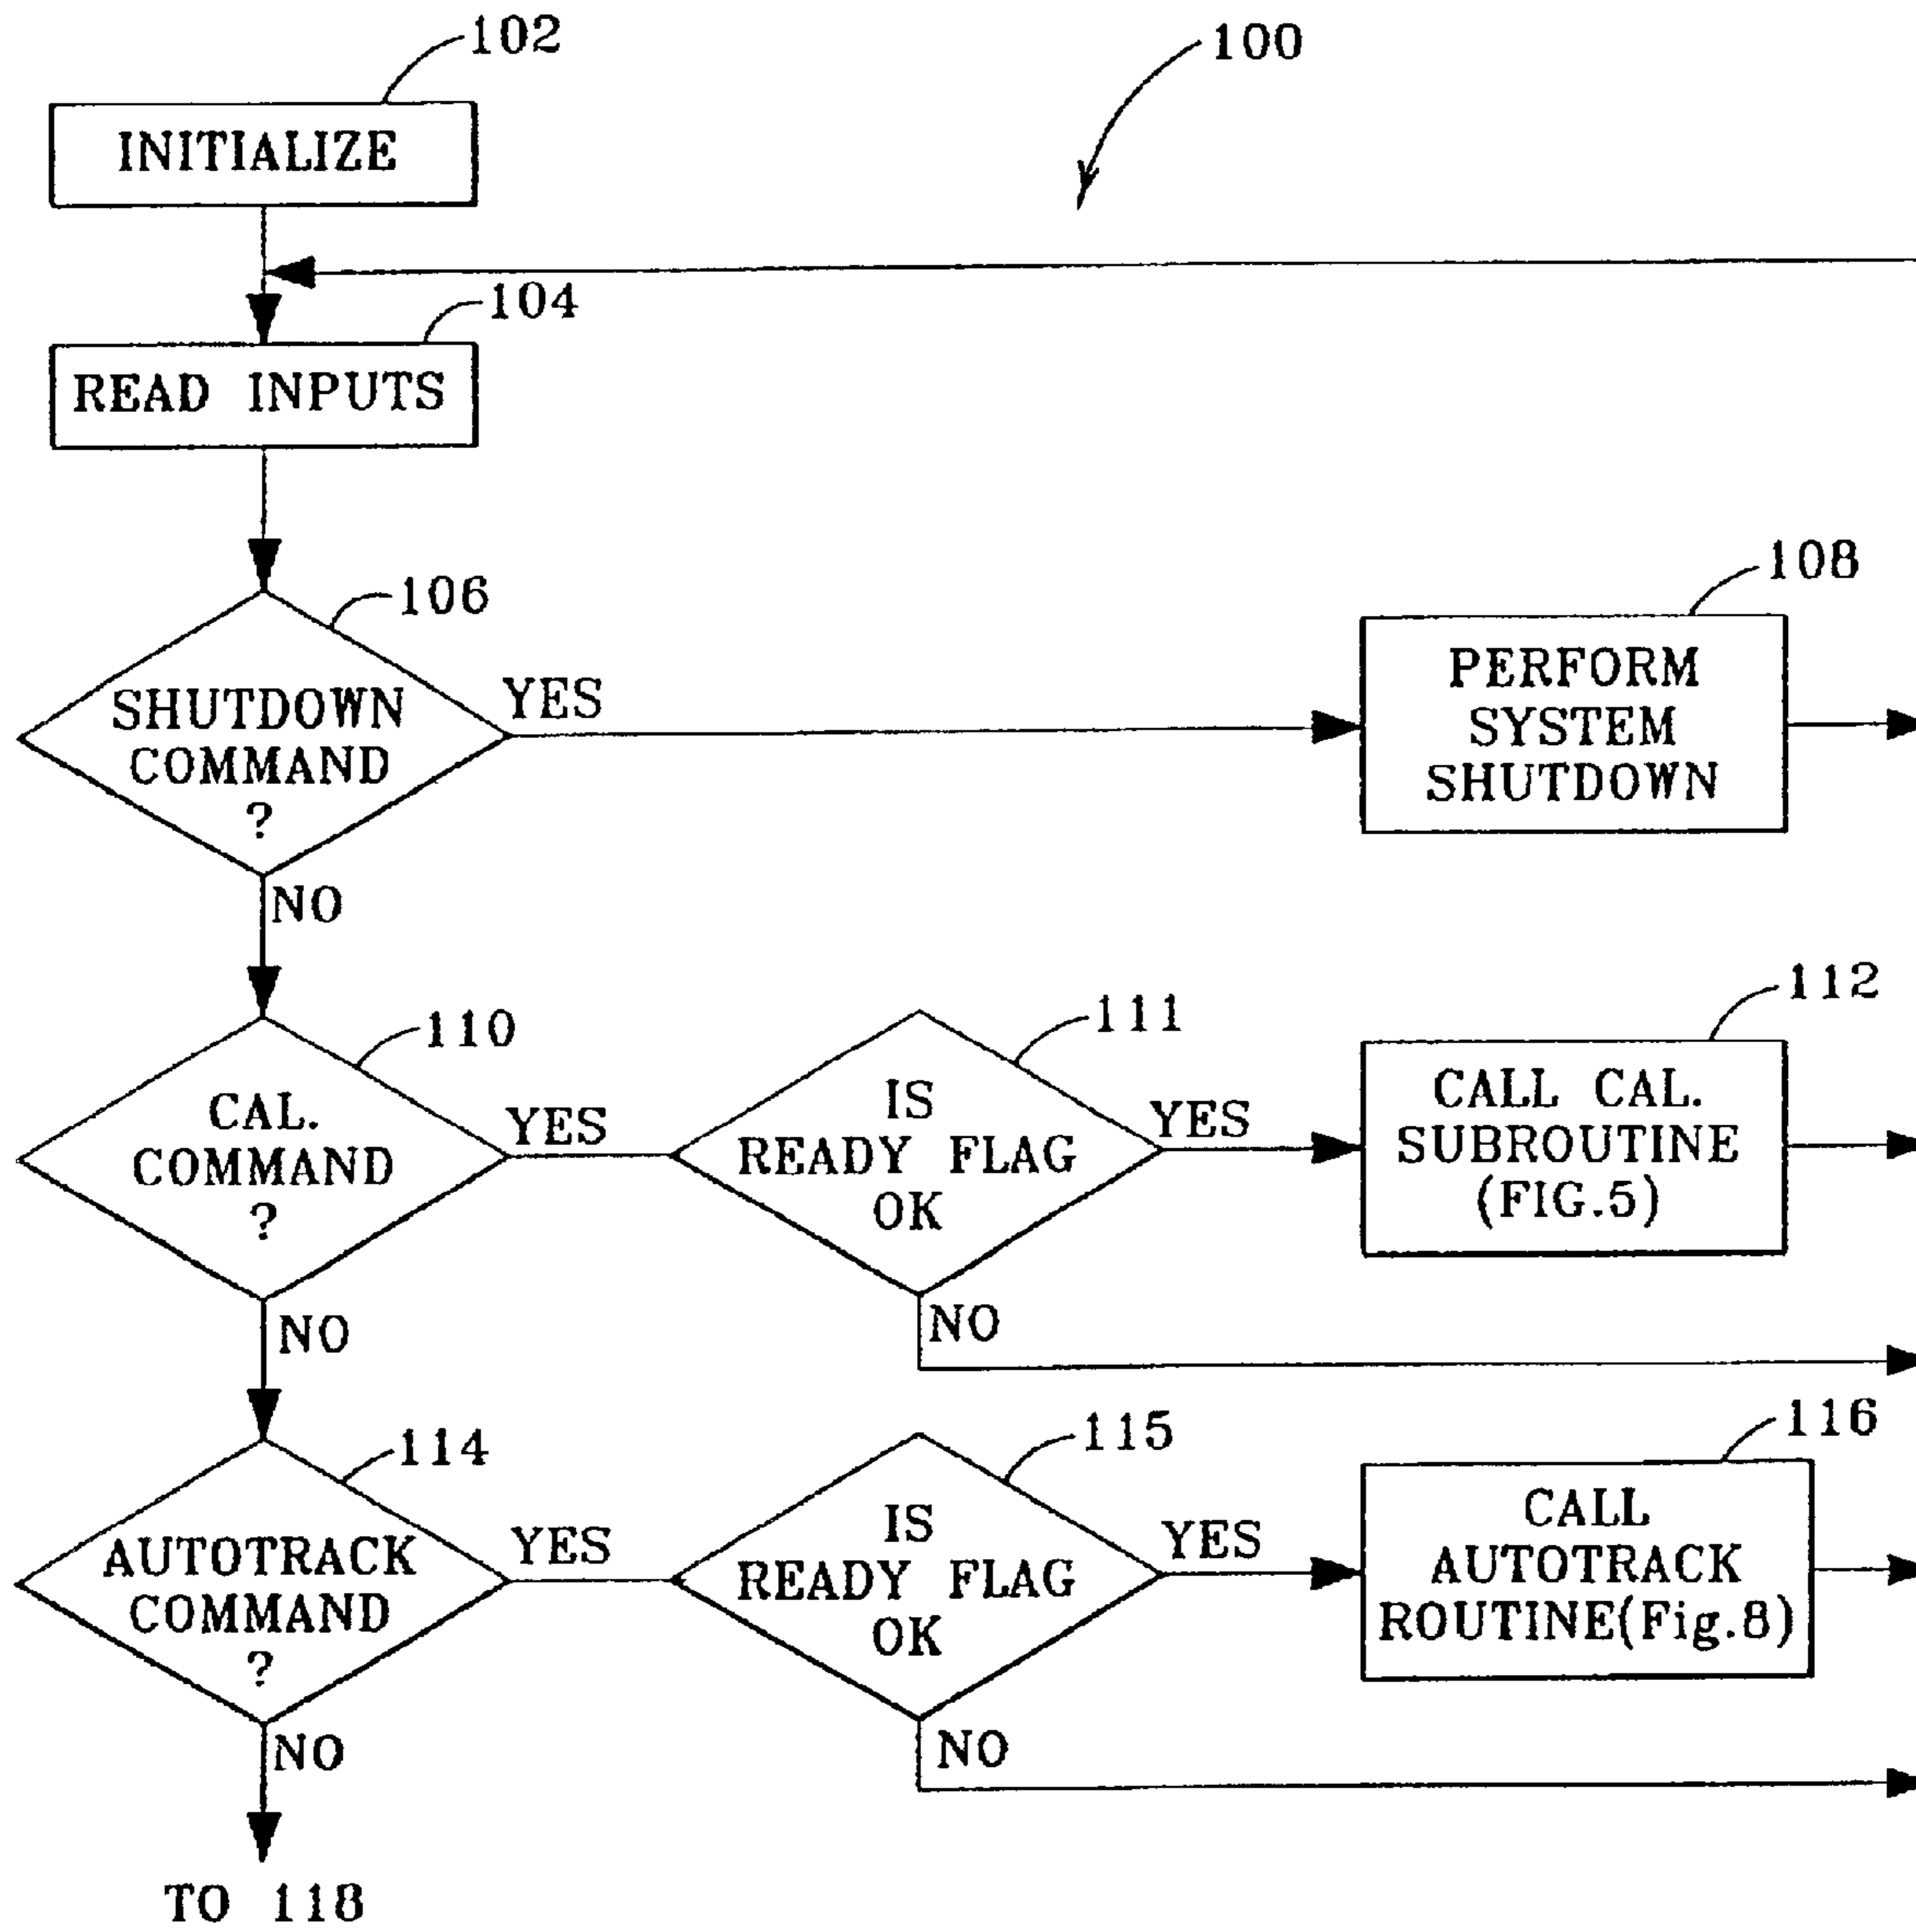 102
100
INITIALIZE
104
READ INPUTS
106
108
SHUTDOWN
COMMAND
?
YES
PERFORM
SYSTEM
SHUTDOWN
NO
110
111
112
CAL.
COMMAND
?
YES
IS
READY FLAG
OK
YES
CALL CAL.
SUBROUTINE
(FIG.5)
NO
NO
114
115
116
AUTOTRACK
COMMAND
?
YES
IS
READY FLAG
OK
YES
CALL
AUTOTRACK
ROUTINE(Fig.8)
NO
NO
TO 118